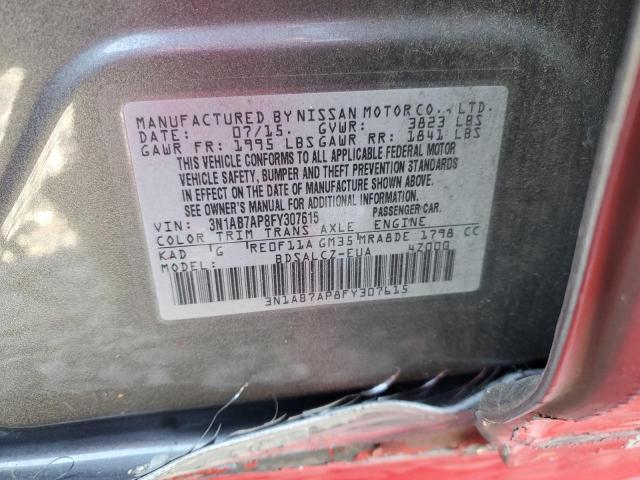 MANUFACTURED BY NISSAN MOTOR CO., LTD.
DATE: 07/15. GVWR: 3823 LBS
GAWR FR: 1995 LBS GAWR RR: 1841 LBS
THIS VEHICLE CONFORMS TO ALL APPLICABLE FEDERAL MOTOR
VEHICLE SAFETY, BUMPER AND THEFT PREVENTION STANDARDS
IN EFFECT ON THE DATE OF MANUFACTURE SHOWN ABOVE.
SEE OWNER'S MANUAL FOR ADDITIONAL INFORMATION
VIN: 3N1AB7AP8FY307615 PASSENGER CAR.
COLOR TRIM TRANS AXLE ENGINE
KAD G RE0F11A GM35 MRA8DE 1798 CC
MODEL: BDSALCZ-EUA 4Z000
3N1AB7AP8FY307615